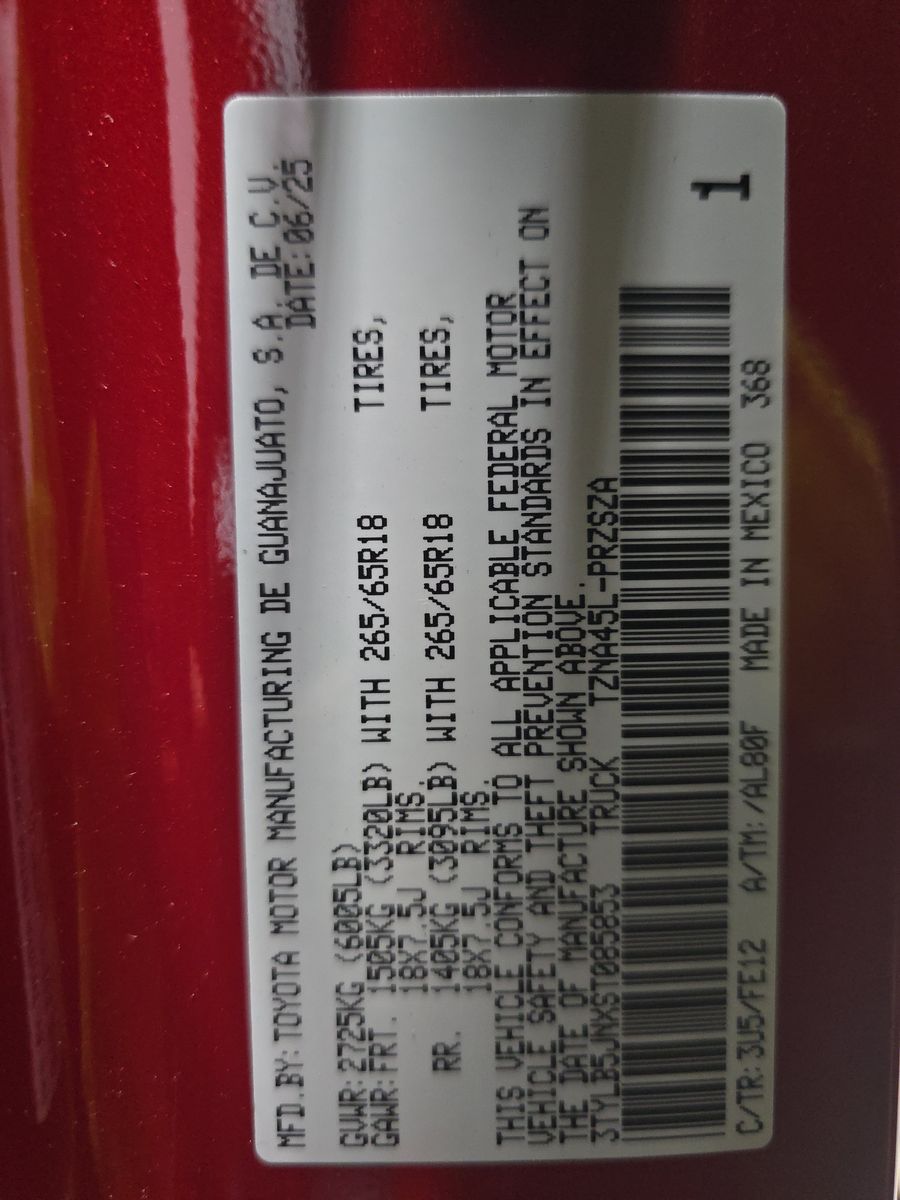 MFD.BY: TOYOTA MOTOR MANUFACTURING DE GUANAJUATO, S.A. DE C.V.
DATE: 06/25
GVWR: 2725KG (6005LB)
GAWR: FRT. 1505KG (3320LB) WITH 265/65R18 TIRES,
18X7.5J RIMS.
RR. 1405KG (3095LB) WITH 265/65R18 TIRES,
18X7.5J RIMS.
THIS VEHICLE CONFORMS TO ALL APPLICABLE FEDERAL MOTOR
VEHICLE SAFETY AND THEFT PREVENTION STANDARDS IN EFFECT ON
THE DATE OF MANUFACTURE SHOWN ABOVE.
3TYLB5JNXST085853 TRUCK TZNA45L-PRZSZA
C/TR: 3U5/FE12 A/TM: /AL80F MADE IN MEXICO 368
1